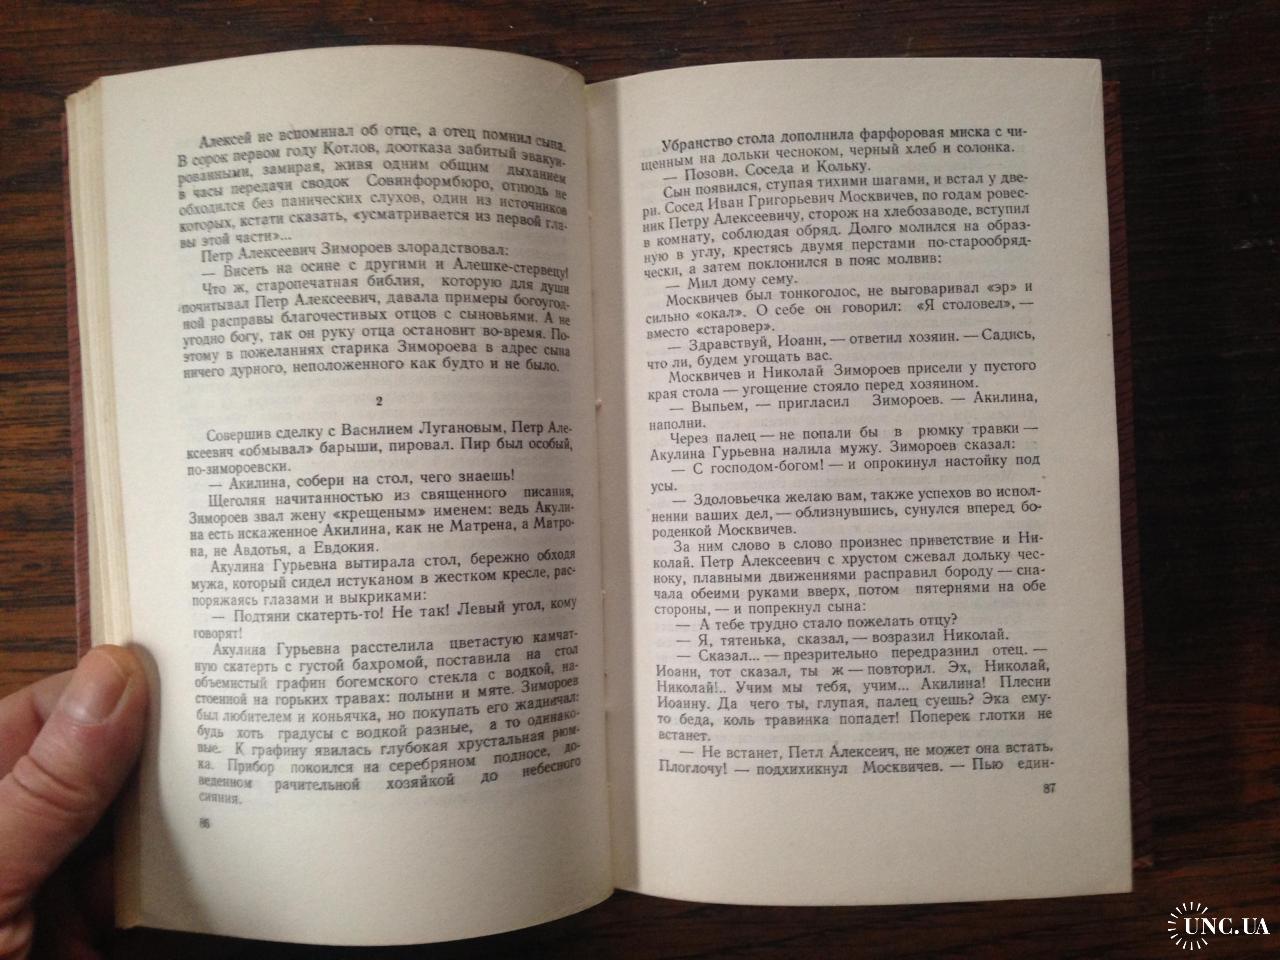 Алексей не вспоминал об отце, а отец помнил сына.
В сорок первом году Котлов, доотказа забитый эвакуи-
рованными, замирая, живя одним общим дыханием
в часы передачи сводок Совинформбюро, отнюдь не
обходился без панических слухов, один из источников
которых, кстати сказать, «усматривается из первой гла-
вы этой части»...
Петр Алексеевич Зимороев злорадствовал:
— Висеть на осине с другими и Алешке-стервецу!
Что ж, старопечатная библия, которую для души
почитывал Петр Алексеевич, давала примеры богоугод-
ной расправы благочестивых отцов с сыновьями. А не
угодно богу, так он руку отца остановит во-время. По-
этому в пожеланиях старика Зимороева в адрес сына
ничего дурного, неположенного как будто и не было.
2
Совершив сделку с Василием Лугановым, Петр Але-
ксеевич «обмывал» барыши, пировал. Пир был особый,
по-зимороевски.
— Акилина, собери на стол, чего знаешь!
Щеголяя начитанностью из священного писания,
Зимороев звал жену «крещеным» именем: ведь Акули-
на есть искаженное Акилина, как не Матрена, а Матро-
на, не Авдотья, а Евдокия.
Акулина Гурьевна вытирала стол, бережно обходя
мужа, который сидел истуканом в жестком кресле, рас-
поряжаясь глазами и выкриками:
— Подтяни скатерть-то! Не так! Левый угол, кому
говорят!
Акулина Гурьевна расстелила цветастую камчат-
ную скатерть с густой бахромой, поставила на стол
объемистый графин богемского стекла с водкой, на-
стоенной на горьких травах: полыни и мяте. Зимороев
был любителем и коньячка, но покупать его жадничал:
будь хоть градусы с водкой разные, а то одинако-
вые. К графину явилась глубокая хрустальная рюм-
ка. Прибор покоился на серебряном подносе, до-
веденном рачительной хозяйкой до небесного
сияния.
86
Убранство стола дополнила фарфоровая миска с чи-
щенным на дольки чесноком, черный хлеб и солонка.
— Позови. Соседа и Кольку.
Сын появился, ступая тихими шагами, и встал у две-
ри. Сосед Иван Григорьевич Москвичев, по годам ровес-
ник Петру Алексеевичу, сторож на хлебозаводе, вступил
в комнату, соблюдая обряд. Долго молился на образ-
ную в углу, крестясь двумя перстами по-старообряд-
чески, а затем поклонился в пояс молвив:
— Мил дому сему.
Москвичев был тонкоголос, не выговаривал «эр» и
сильно «окал». О себе он говорил: «Я столовел», —
вместо «старовер».
— Здравствуй, Иоанн, — ответил хозяин. — Садись,
что ли, будем угощать вас.
Москвичев и Николай Зимороев присели у пустого
края стола — угощение стояло перед хозяином.
— Выпьем, — пригласил Зимороев. — Акилина,
наполни.
Через палец — не попали бы в рюмку травки —
Акулина Гурьевна налила мужу. Зимороев сказал:
— С господом-богом! — и опрокинул настойку под
усы.
— Здоловьечка желаю вам, также успехов во испол-
нении ваших дел, — облизнувшись, сунулся вперед бо-
роденкой Москвичев.
За ним слово в слово произнес приветствие и Ни-
колай. Петр Алексеевич с хрустом сжевал дольку чес-
ноку, плавными движениями расправил бороду — сна-
чала обеими руками вверх, потом пятернями на обе
стороны, — и попрекнул сына:
— А тебе трудно стало пожелать отцу?
— Я, тятенька, сказал, — возразил Николай.
— Сказал... — презрительно передразнил отец. —
Иоанн, тот сказал, ты ж — повторил. Эх, Николай,
Николай!.. Учим мы тебя, учим... Акилина! Плесни
Иоанну. Да чего ты, глупая, палец суешь? Эка ему-
то беда, коль травинка попадет! Поперек глотки не
встанет.
— Не встанет, Петл Алексеич, не может она встать.
Плоглочу! — подхихикнул Москвичев. — Пью един-
87
UNC.UA